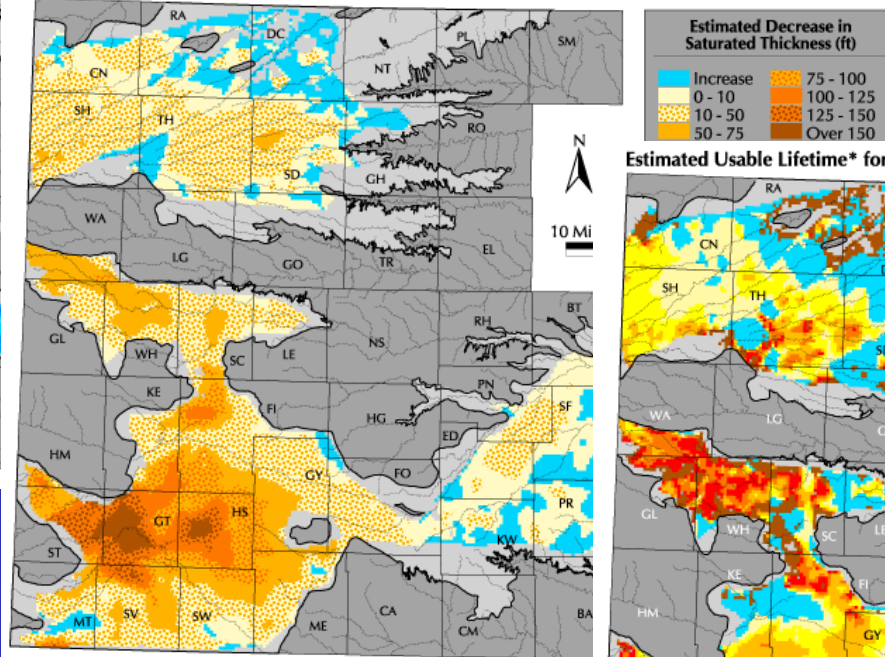 RA
DC
PL
SM
NT
CN
SH
TH
RO
SD
GH
WA
LG
GO
TR
EL
GL
WH
SC
LE
NS
RH
BT
KE
FI
HG
PN
SF
ED
HM
GY
FO
PR
GT
HS
KW
ST
MT
SV
SW
ME
CA
CM
BA
N
10 Mi
Estimated Decrease in
Saturated Thickness (ft)
Increase
75 - 100
0 - 10
100 - 125
10 - 50
125 - 150
50 - 75
Over 150
Estimated Usable Lifetime* for
RA
CN
SH
TH
WA
LG
GL
WH
SC
KE
FI
HM
GY